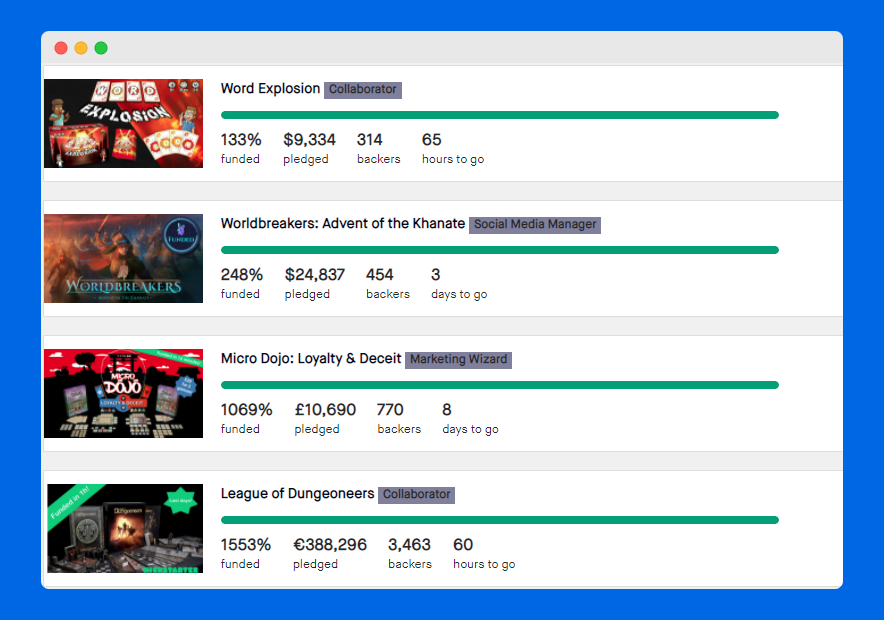 WORD
EXPLOSION
Word Explosion Collaborator
133% $9,334 314 65
funded pledged backers hours to go
FUNDED
WORLDBREAKERS
Worldbreakers: Advent of the Khanate Social Media Manager
248% $24,837 454 3
funded pledged backers days to go
MICRO
DOJO
LOYALTY & DECEIT
Micro Dojo: Loyalty & Deceit Marketing Wizard
1069% £10,690 770 8
funded pledged backers days to go
Funded in 1h!
Last days!
KICKSTARTER
League of Dungeoneers Collaborator
1553% €388,296 3,463 60
funded pledged backers hours to go